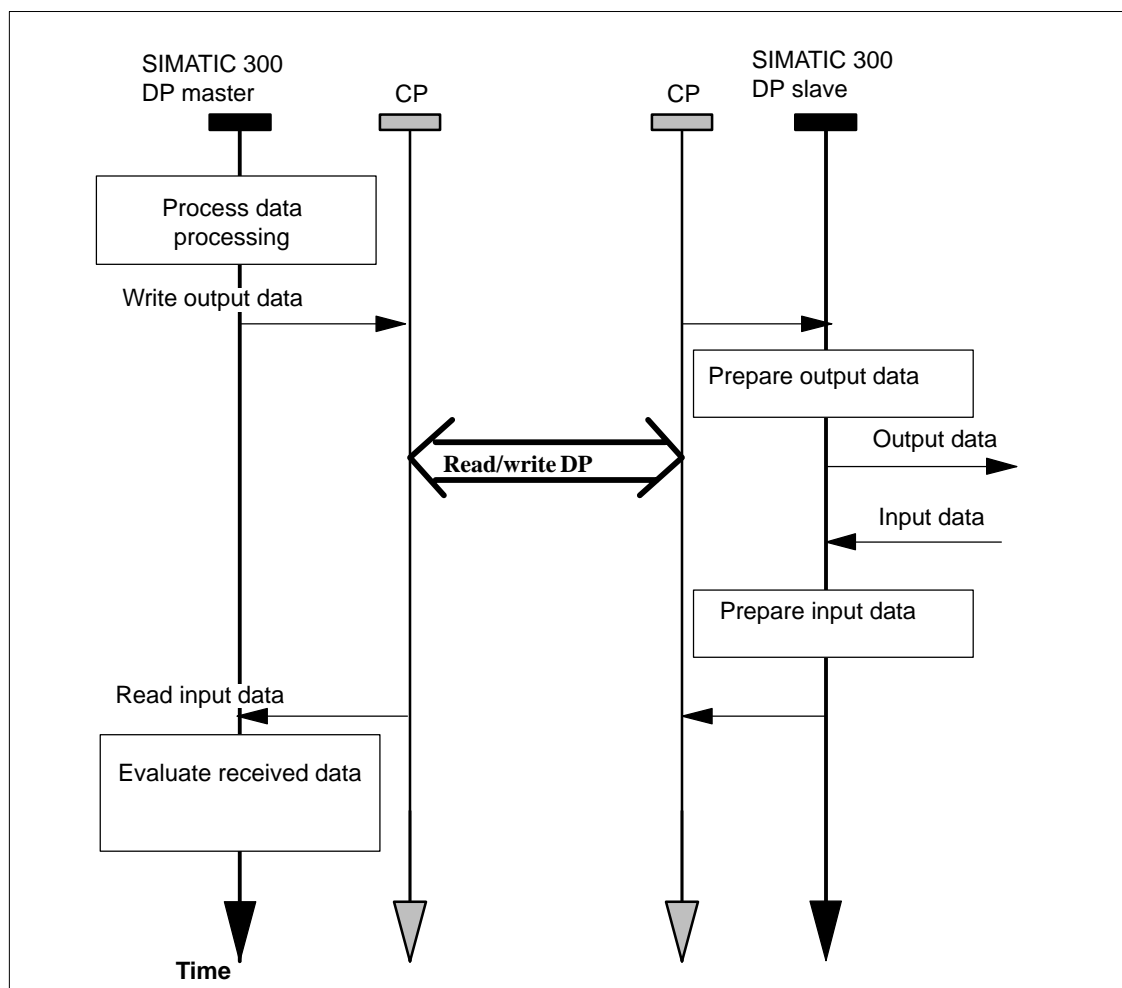 SIMATIC 300
DP master
CP
CP
SIMATIC 300
DP slave
Process data
processing
Write output data
Prepare output data
Output data
Read/write DP
Input data
Prepare input data
Read input data
Evaluate received data
Time